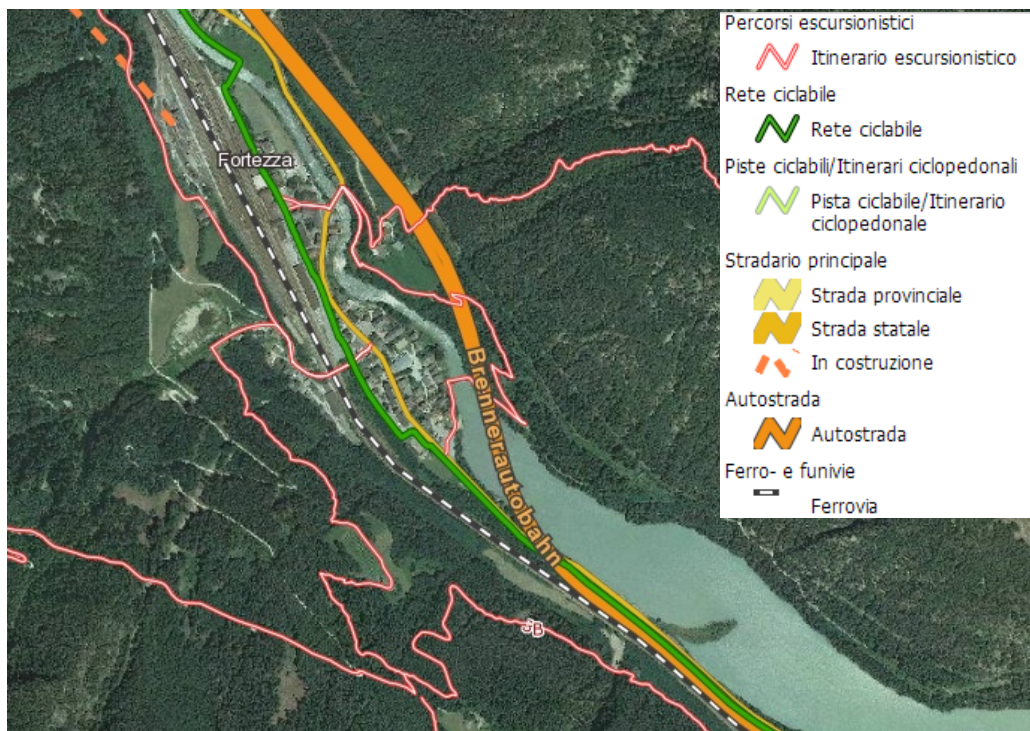 Percorsi escursionistici
Itinerario escursionistico
Rete ciclabile
Rete ciclabile
Piste ciclabili/Itinerari ciclopedonali
Pista ciclabile/Itinerario
ciclopedonale
Stradario principale
Strada provinciale
Strada statale
In costruzione
Autostrada
Autostrada
Ferro- e funivie
Ferrovia
Fortezza
Brennerautobahn
B